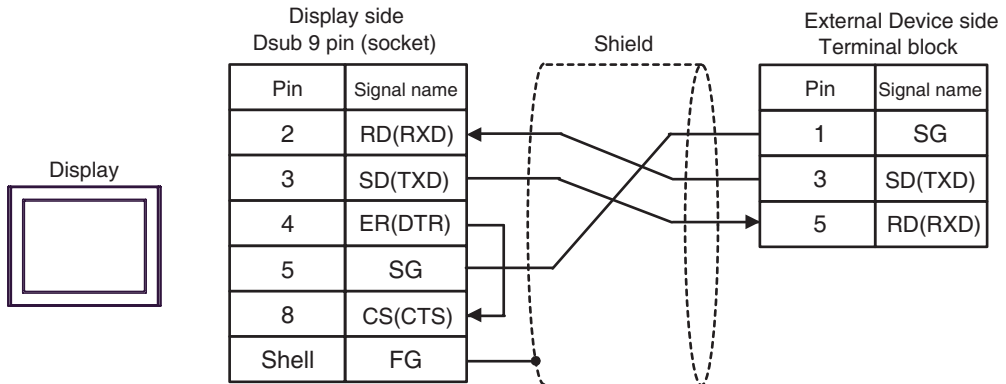 Display side
Dsub 9 pin (socket)
Shield
External Device side
Terminal block
Display
Pin Signal name
2 RD(RXD)
3 SD(TXD)
4 ER(DTR)
5 SG
8 CS(CTS)
Shell FG
Pin Signal name
1 SG
3 SD(TXD)
5 RD(RXD)